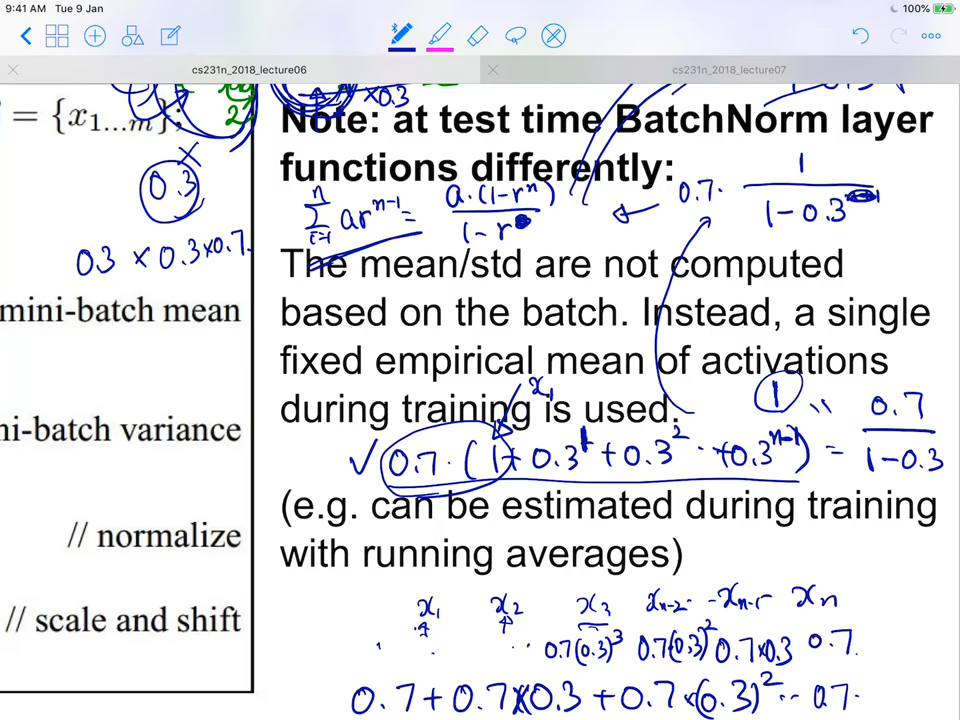 9:41 AM Tue 9 Jan
100%
cs231n_2018_lecture06
cs231n_2018_lecture07
×0.3
= {x₁...ₘ};
2
×
0.3
0.3 × 0.3×0.7
Note: at test time BatchNorm layer
functions differently:
n
∑ arⁿ⁻¹ = a.(1-rⁿ) / 1-r
i=1
0.7. 1 / 1-0.3
The mean/std are not computed
based on the batch. Instead, a single
fixed empirical mean of activations
during training is used.
x₁
1
0.7 · (1+0.3¹+0.3²··+0.3ⁿ⁻¹) = 0.7 / 1-0.3
(e.g. can be estimated during training
with running averages)
mini-batch mean
ni-batch variance
// normalize
// scale and shift
x₁ x₂ x₃ xₙ₋₂ xₙ₋₁ xₙ
0.7(0.3)³ 0.7(0.3)² 0.7×0.3 0.7
0.7+0.7×0.3+0.7×(0.3)²··0.7·